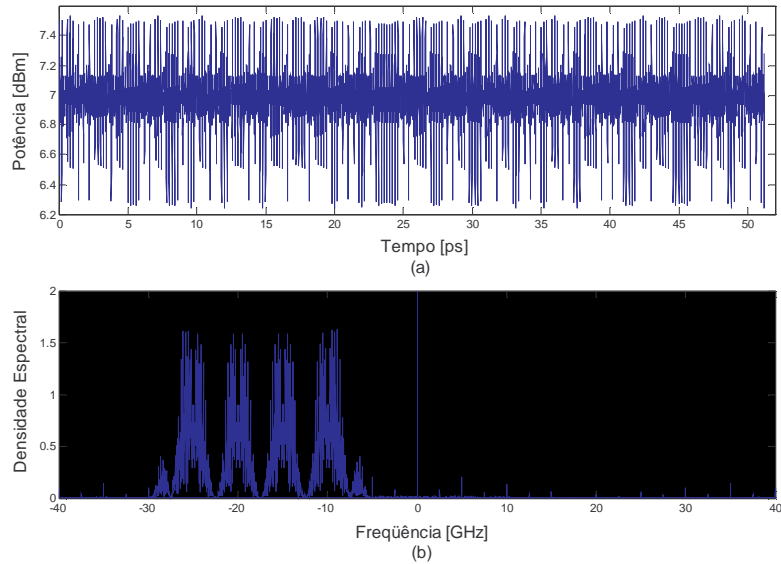 7.4
7.2
7
6.8
6.6
6.4
6.2
Potência [dBm]
0 5 10 15 20 25 30 35 40 45 50
Tempo [ps]
(a)
2
1.5
1
0.5
0
Densidade Espectral
-40 -30 -20 -10 0 10 20 30 40
Freqüência [GHz]
(b)